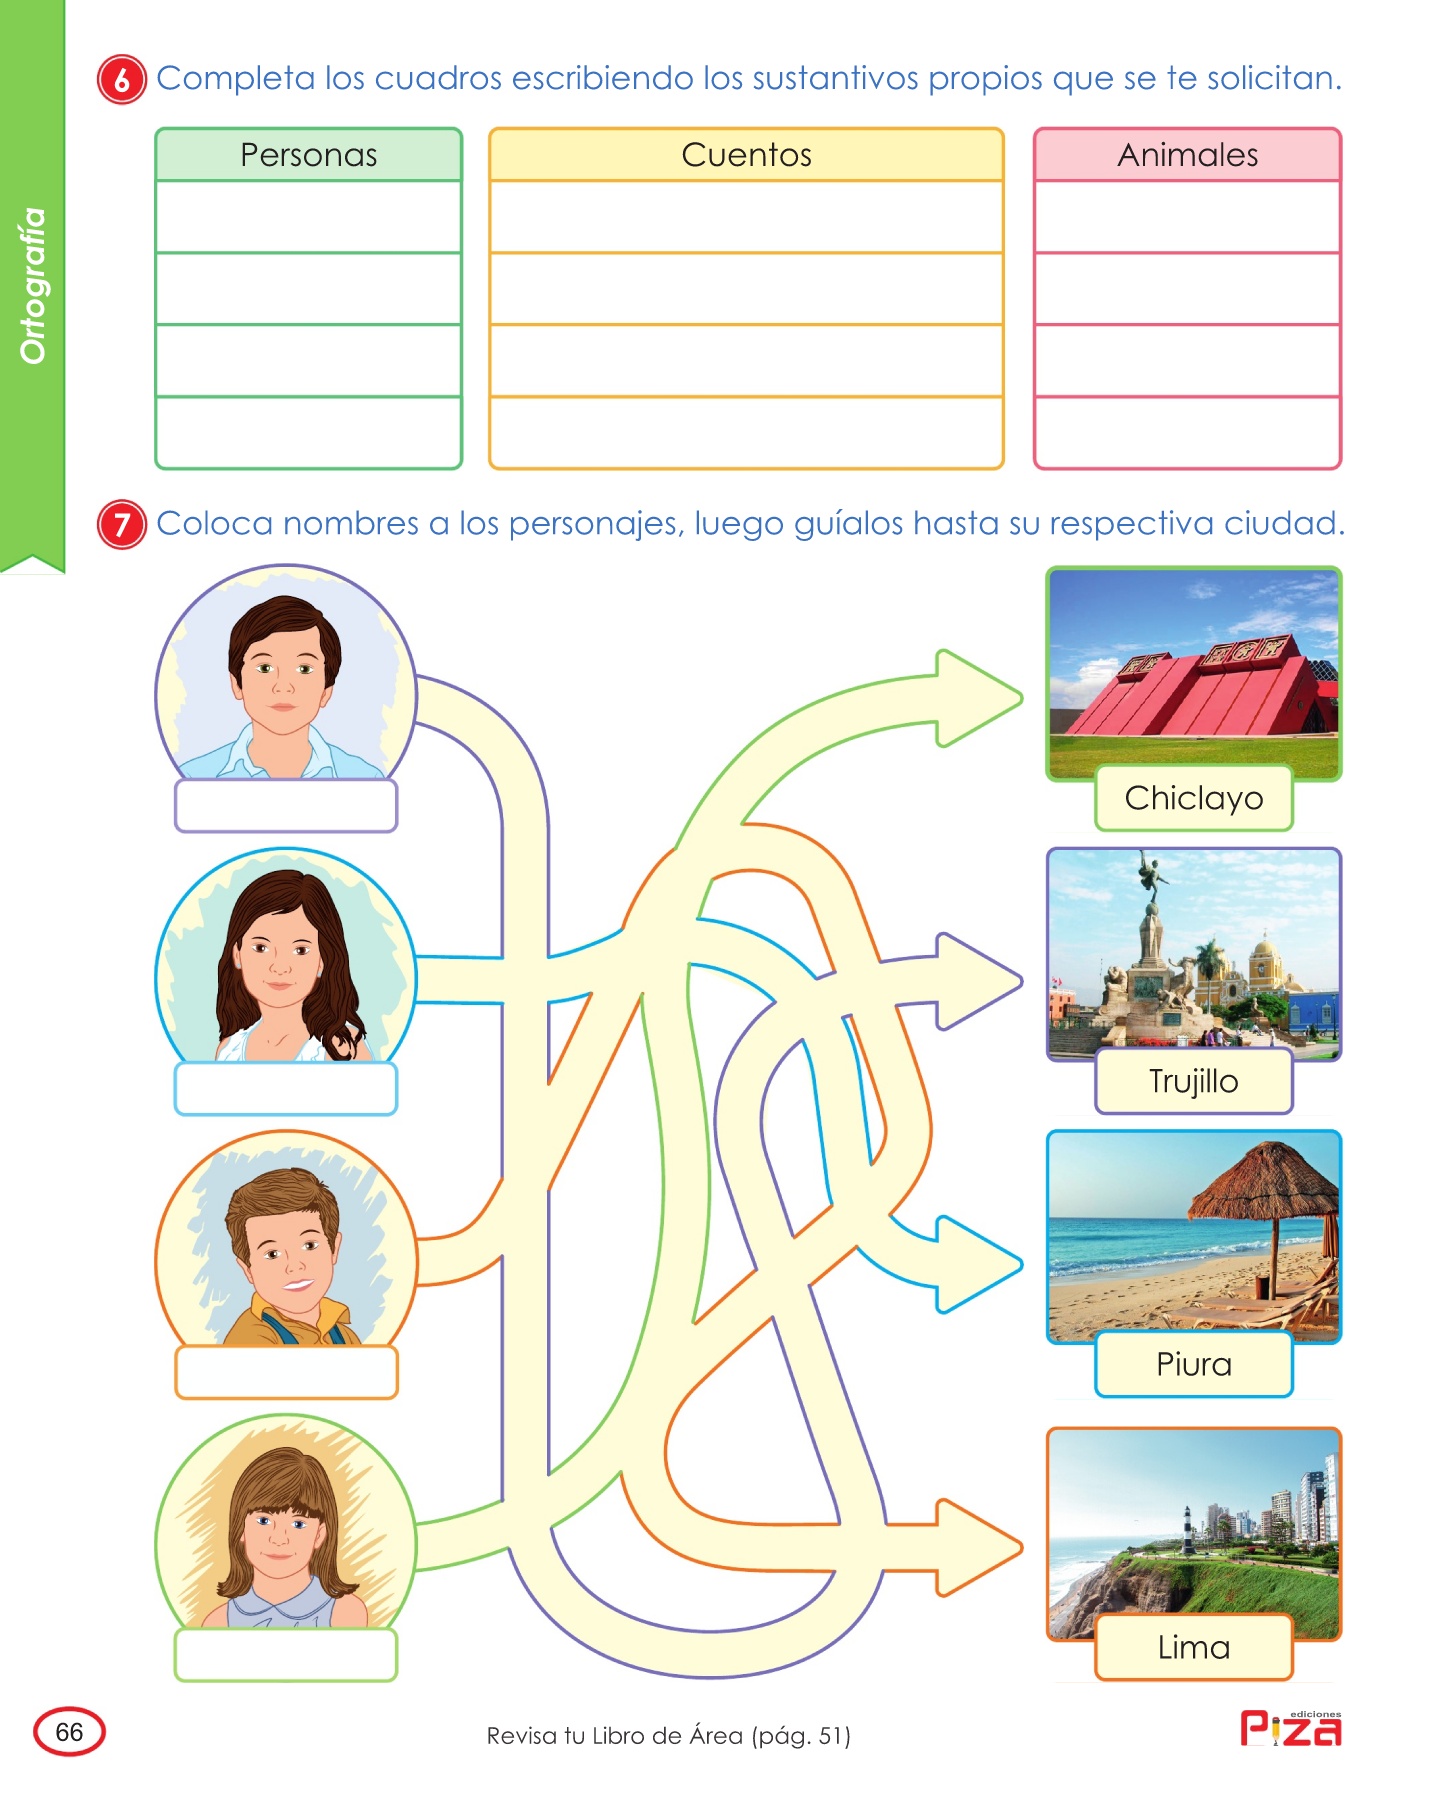 Ortografía
6 Completa los cuadros escribiendo los sustantivos propios que se te solicitan.
Personas
Cuentos
Animales
7 Coloca nombres a los personajes, luego guíalos hasta su respectiva ciudad.
Chiclayo
Trujillo
Piura
Lima
66
Revisa tu Libro de Área (pág. 51)
ediciones
Piza